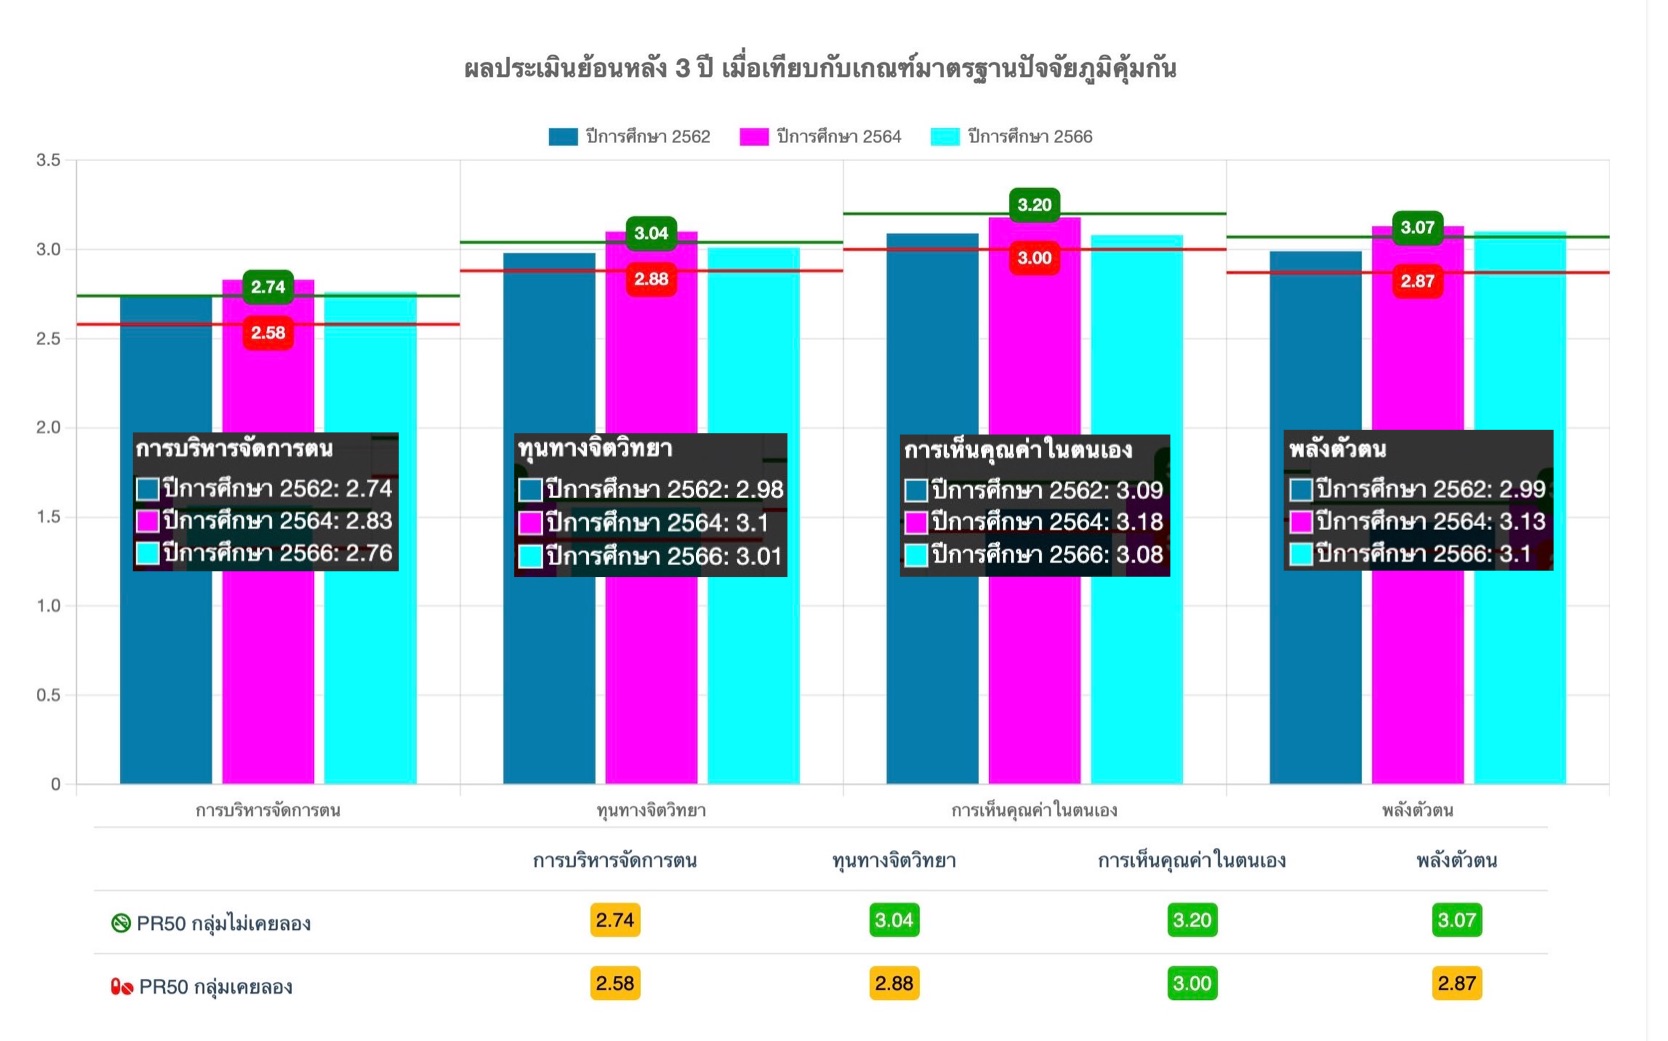 ผลประเมินย้อนหลัง 3 ปี เมื่อเทียบกับเกณฑ์มาตรฐานปัจจัยภูมิคุ้มกัน
ปีการศึกษา 2562 ปีการศึกษา 2564 ปีการศึกษา 2566
3.5
3.0
2.5
2.0
1.5
1.0
0.5
0
2.74
2.58
3.04
2.88
3.20
3.00
3.07
2.87
การบริหารจัดการตน
ปีการศึกษา 2562: 2.74
ปีการศึกษา 2564: 2.83
ปีการศึกษา 2566: 2.76
ทุนทางจิตวิทยา
ปีการศึกษา 2562: 2.98
ปีการศึกษา 2564: 3.1
ปีการศึกษา 2566: 3.01
การเห็นคุณค่าในตนเอง
ปีการศึกษา 2562: 3.09
ปีการศึกษา 2564: 3.18
ปีการศึกษา 2566: 3.08
พลังตัวตน
ปีการศึกษา 2562: 2.99
ปีการศึกษา 2564: 3.13
ปีการศึกษา 2566: 3.1
การบริหารจัดการตน ทุนทางจิตวิทยา การเห็นคุณค่าในตนเอง พลังตัวตน
การบริหารจัดการตน ทุนทางจิตวิทยา การเห็นคุณค่าในตนเอง พลังตัวตน
PR50 กลุ่มไม่เคยลอง 2.74 3.04 3.20 3.07
PR50 กลุ่มเคยลอง 2.58 2.88 3.00 2.87